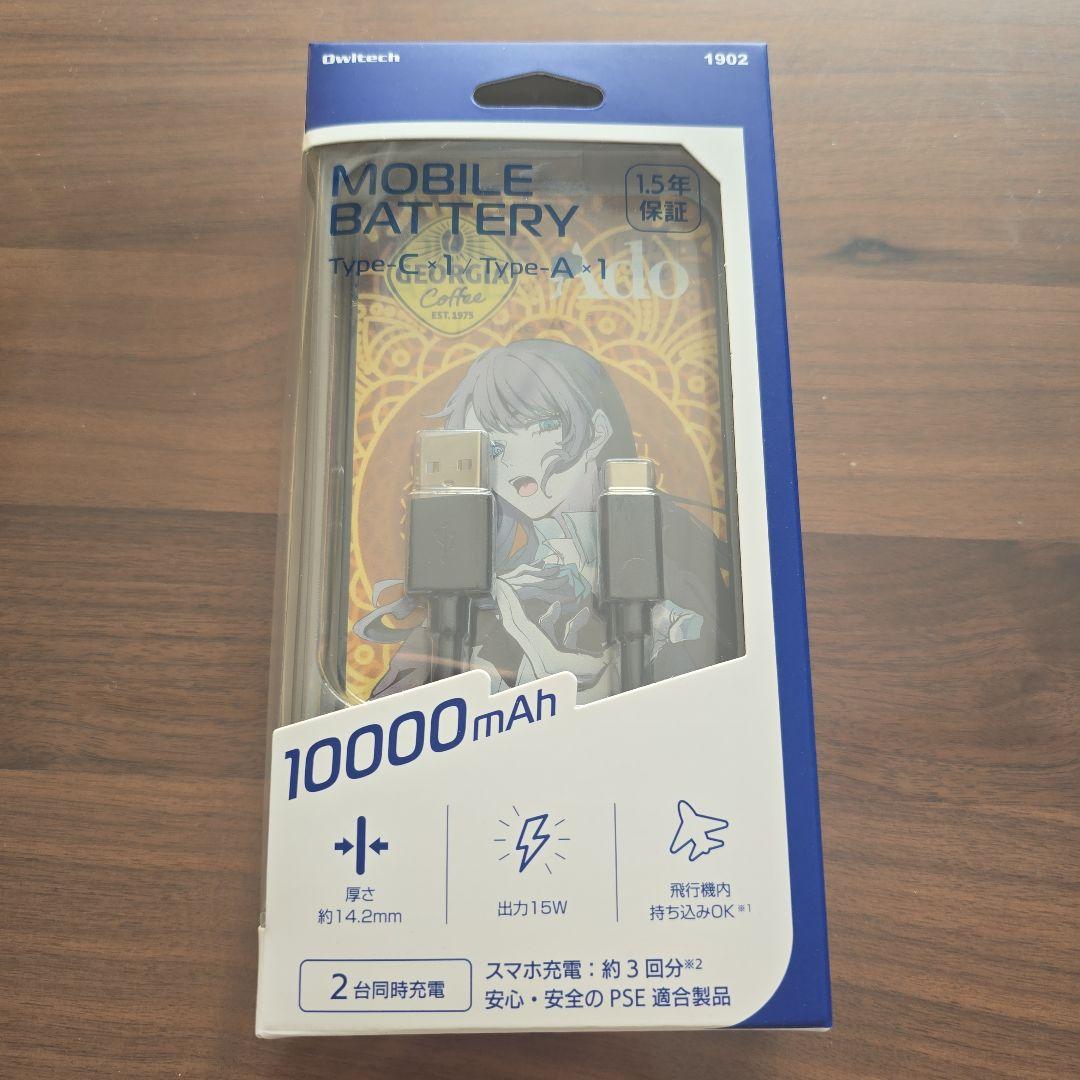 Owltech
1902
MOBILE
BATTERY
1.5年
保証
Type-C×1 / Type-A×1
GEORGIA
Coffee
EST. 1975
Ado
10000mAh
厚さ
約14.2mm
出力15W
飛行機内
持ち込みOK※1
2台同時充電
スマホ充電:約3回分※2
安心・安全のPSE適合製品